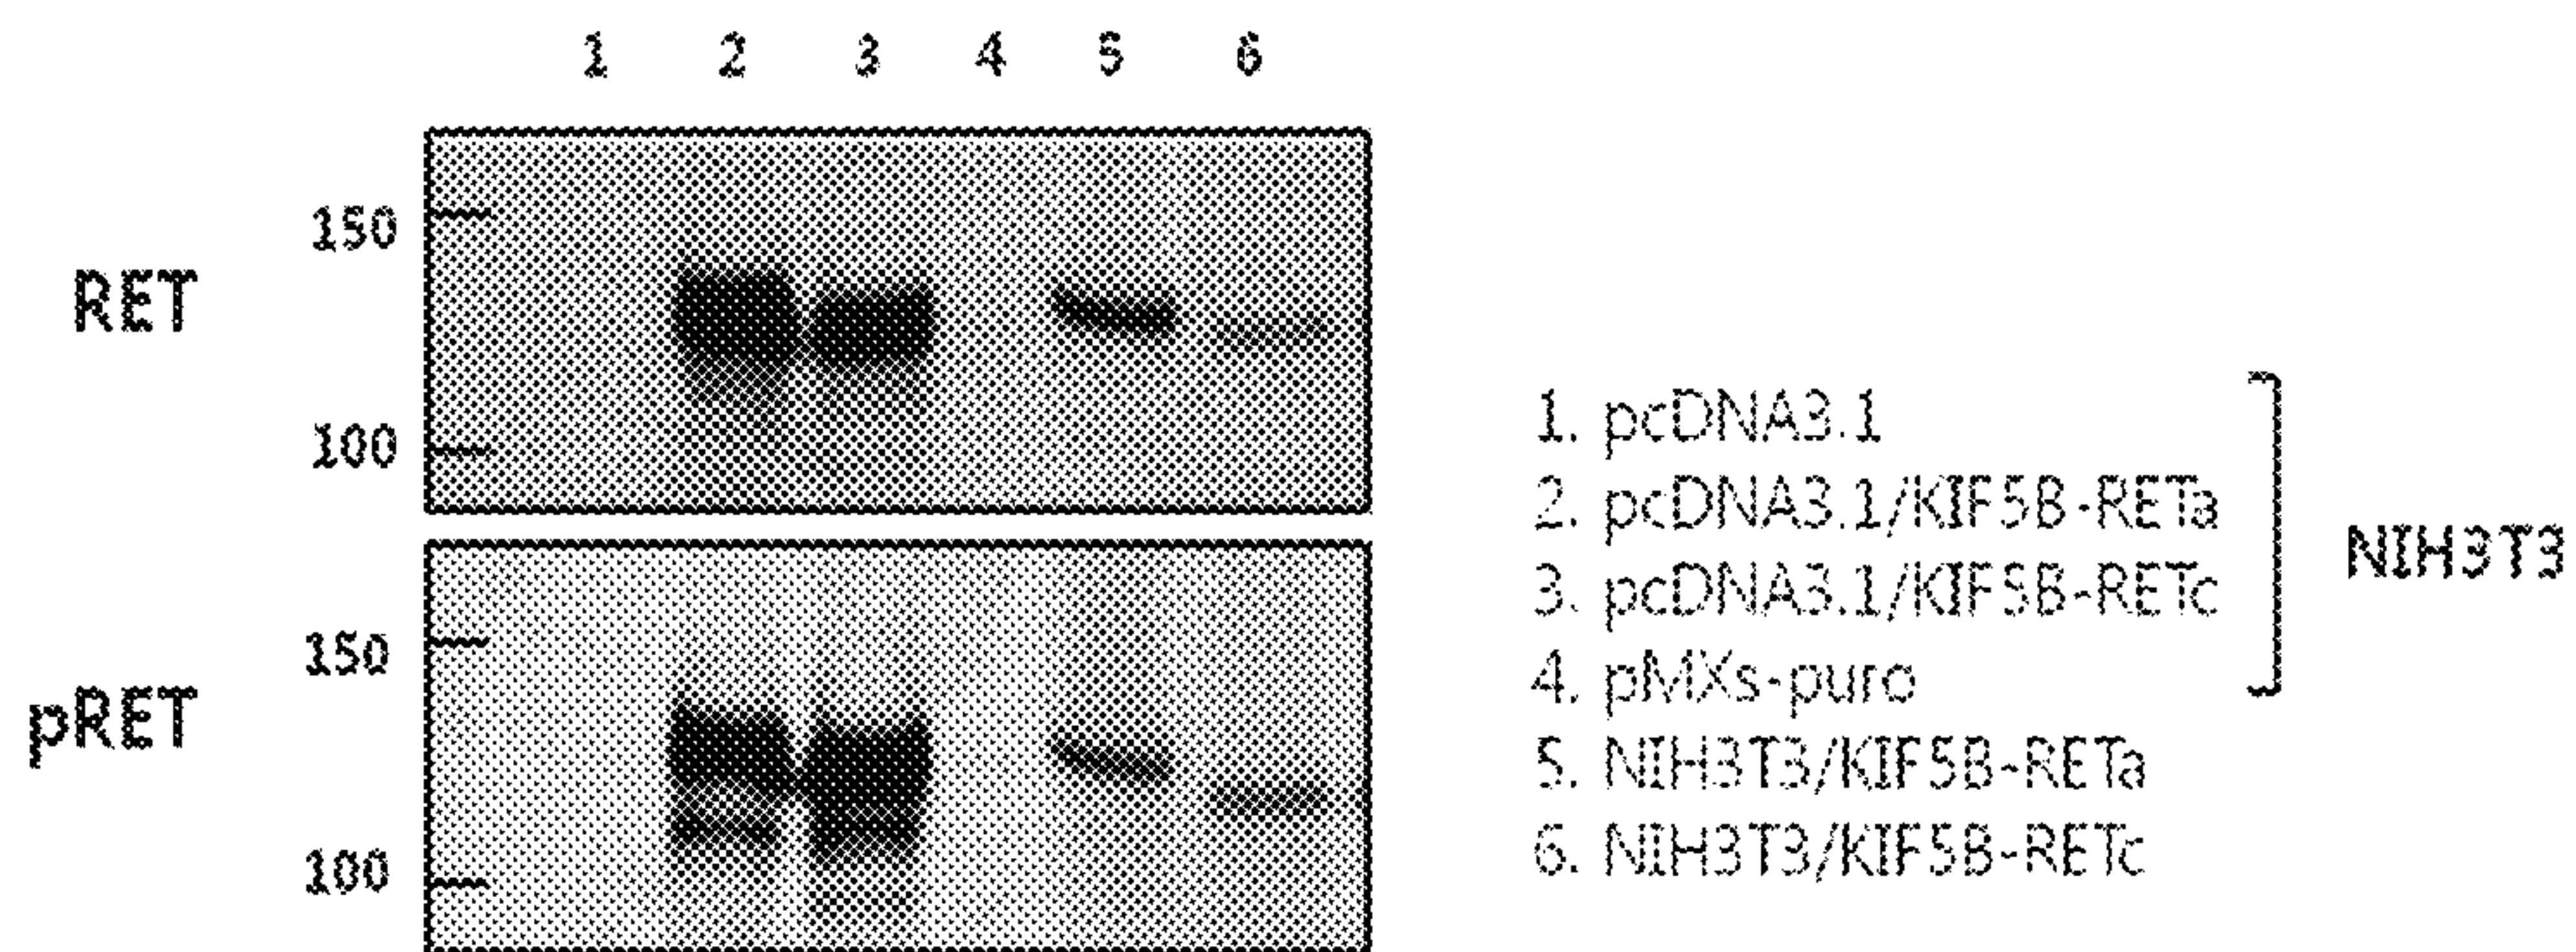 1 2 3 4 5 6
RET
150
100
pRET
150
100
1. pcDNA3.1
2. pcDNA3.1/KIF5B-RETa
3. pcDNA3.1/KIF5B-RETc
4. pMXs-puro
5. NIH3T3/KIF5B-RETa
6. NIH3T3/KIF5B-RETc
NIH3T3